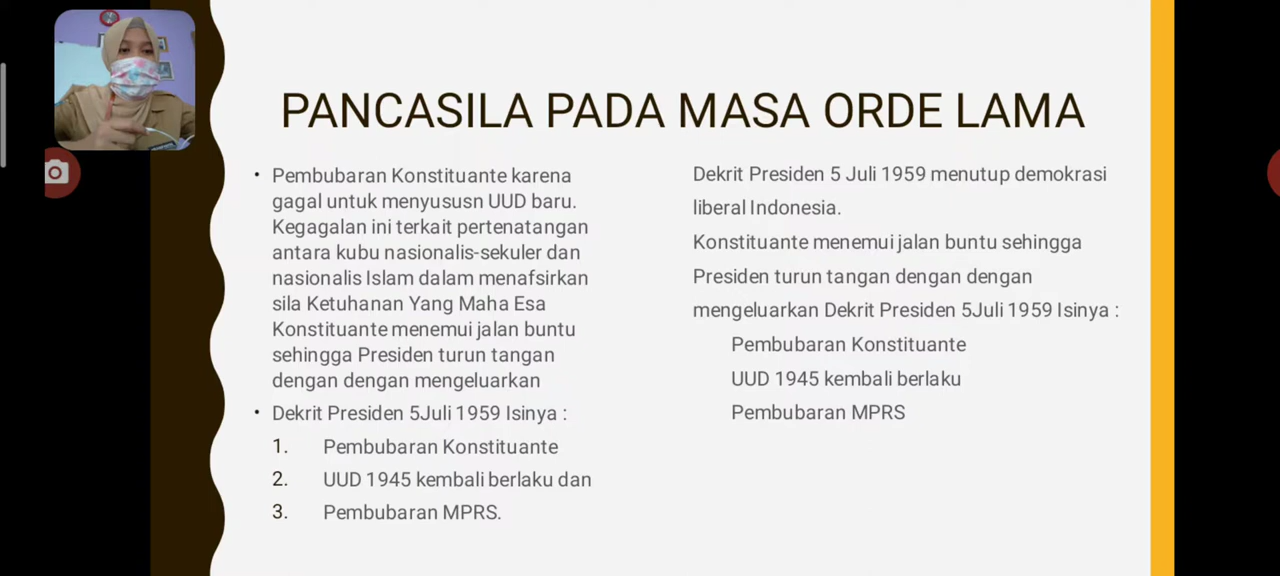 PANCASILA PADA MASA ORDE LAMA
• Pembubaran Konstituante karena
gagal untuk menyususn UUD baru.
Kegagalan ini terkait pertenatangan
antara kubu nasionalis-sekuler dan
nasionalis Islam dalam menafsirkan
sila Ketuhanan Yang Maha Esa
Konstituante menemui jalan buntu
sehingga Presiden turun tangan
dengan dengan mengeluarkan
• Dekrit Presiden 5Juli 1959 Isinya :
1. Pembubaran Konstituante
2. UUD 1945 kembali berlaku dan
3. Pembubaran MPRS.
Dekrit Presiden 5 Juli 1959 menutup demokrasi
liberal Indonesia.
Konstituante menemui jalan buntu sehingga
Presiden turun tangan dengan dengan
mengeluarkan Dekrit Presiden 5Juli 1959 Isinya :
Pembubaran Konstituante
UUD 1945 kembali berlaku
Pembubaran MPRS